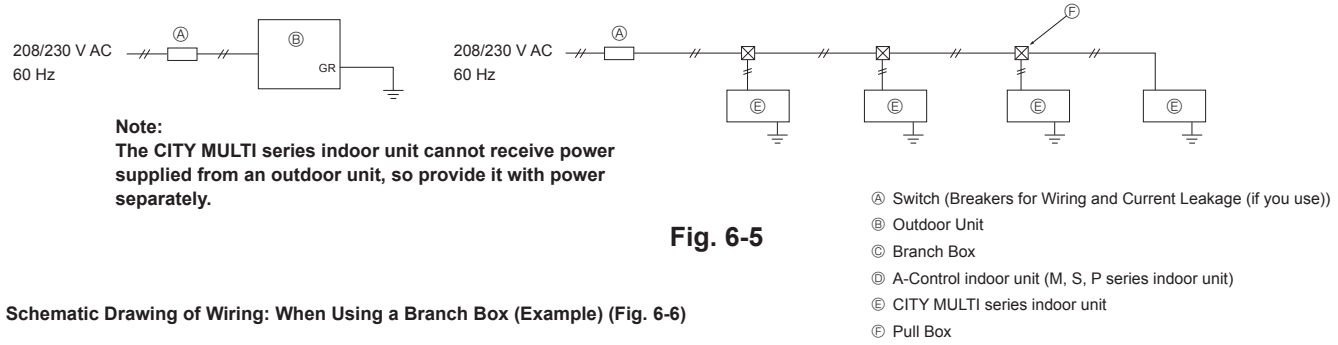 208/230 V AC
60 Hz
Ⓐ
Ⓑ
GR
208/230 V AC
60 Hz
Ⓐ
Ⓕ
Ⓔ
Ⓔ
Ⓔ
Ⓔ
Note:
The CITY MULTI series indoor unit cannot receive power
supplied from an outdoor unit, so provide it with power
separately.
Fig. 6-5
Ⓐ Switch (Breakers for Wiring and Current Leakage (if you use))
Ⓑ Outdoor Unit
Ⓒ Branch Box
Ⓓ A-Control indoor unit (M, S, P series indoor unit)
Ⓔ CITY MULTI series indoor unit
Ⓕ Pull Box
Schematic Drawing of Wiring: When Using a Branch Box (Example) (Fig. 6-6)